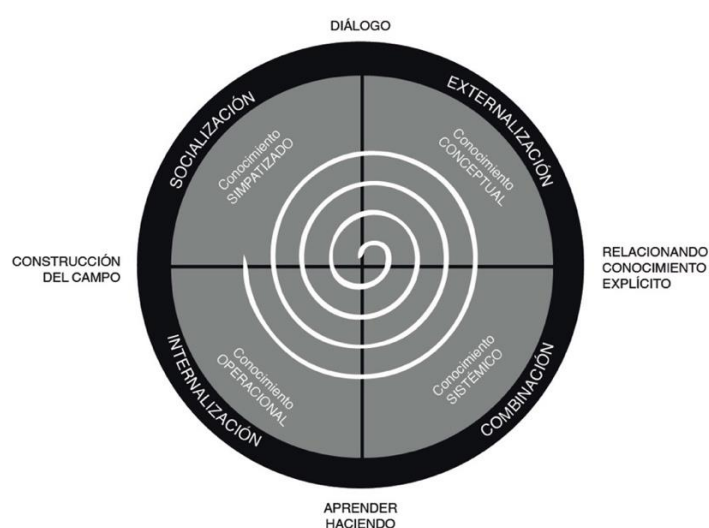 DIÁLOGO
SOCIALIZACIÓN
EXTERNALIZACIÓN
Conocimiento
SIMPATIZADO
Conocimiento
CONCEPTUAL
CONSTRUCCIÓN
DEL CAMPO
RELACIONANDO
CONOCIMIENTO
EXPLÍCITO
Conocimiento
OPERACIONAL
Conocimiento
SISTÉMICO
INTERNALIZACIÓN
COMBINACIÓN
APRENDER
HACIENDO